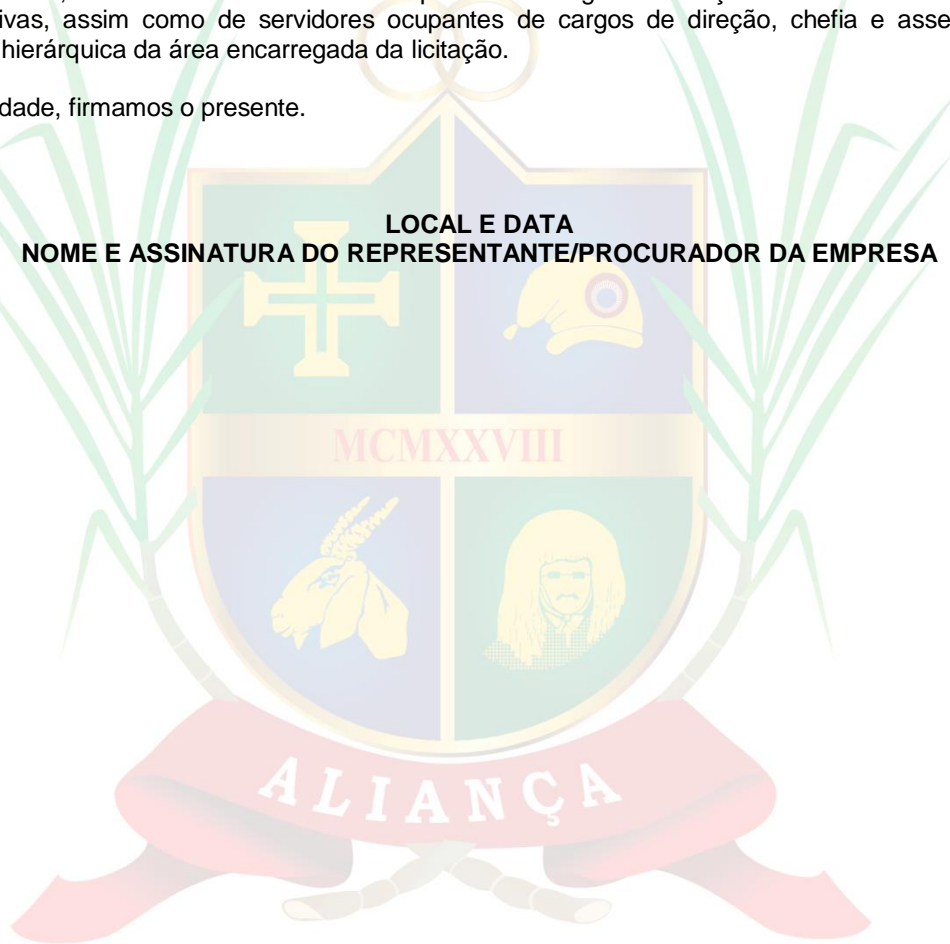 ivas, assim como de servidores ocupantes de cargos de direção, chefia e asse
hierárquica da área encarregada da licitação.
dade, firmamos o presente.
LOCAL E DATA
NOME E ASSINATURA DO REPRESENTANTE/PROCURADOR DA EMPRESA
MCMXXVIII
ALIANÇA